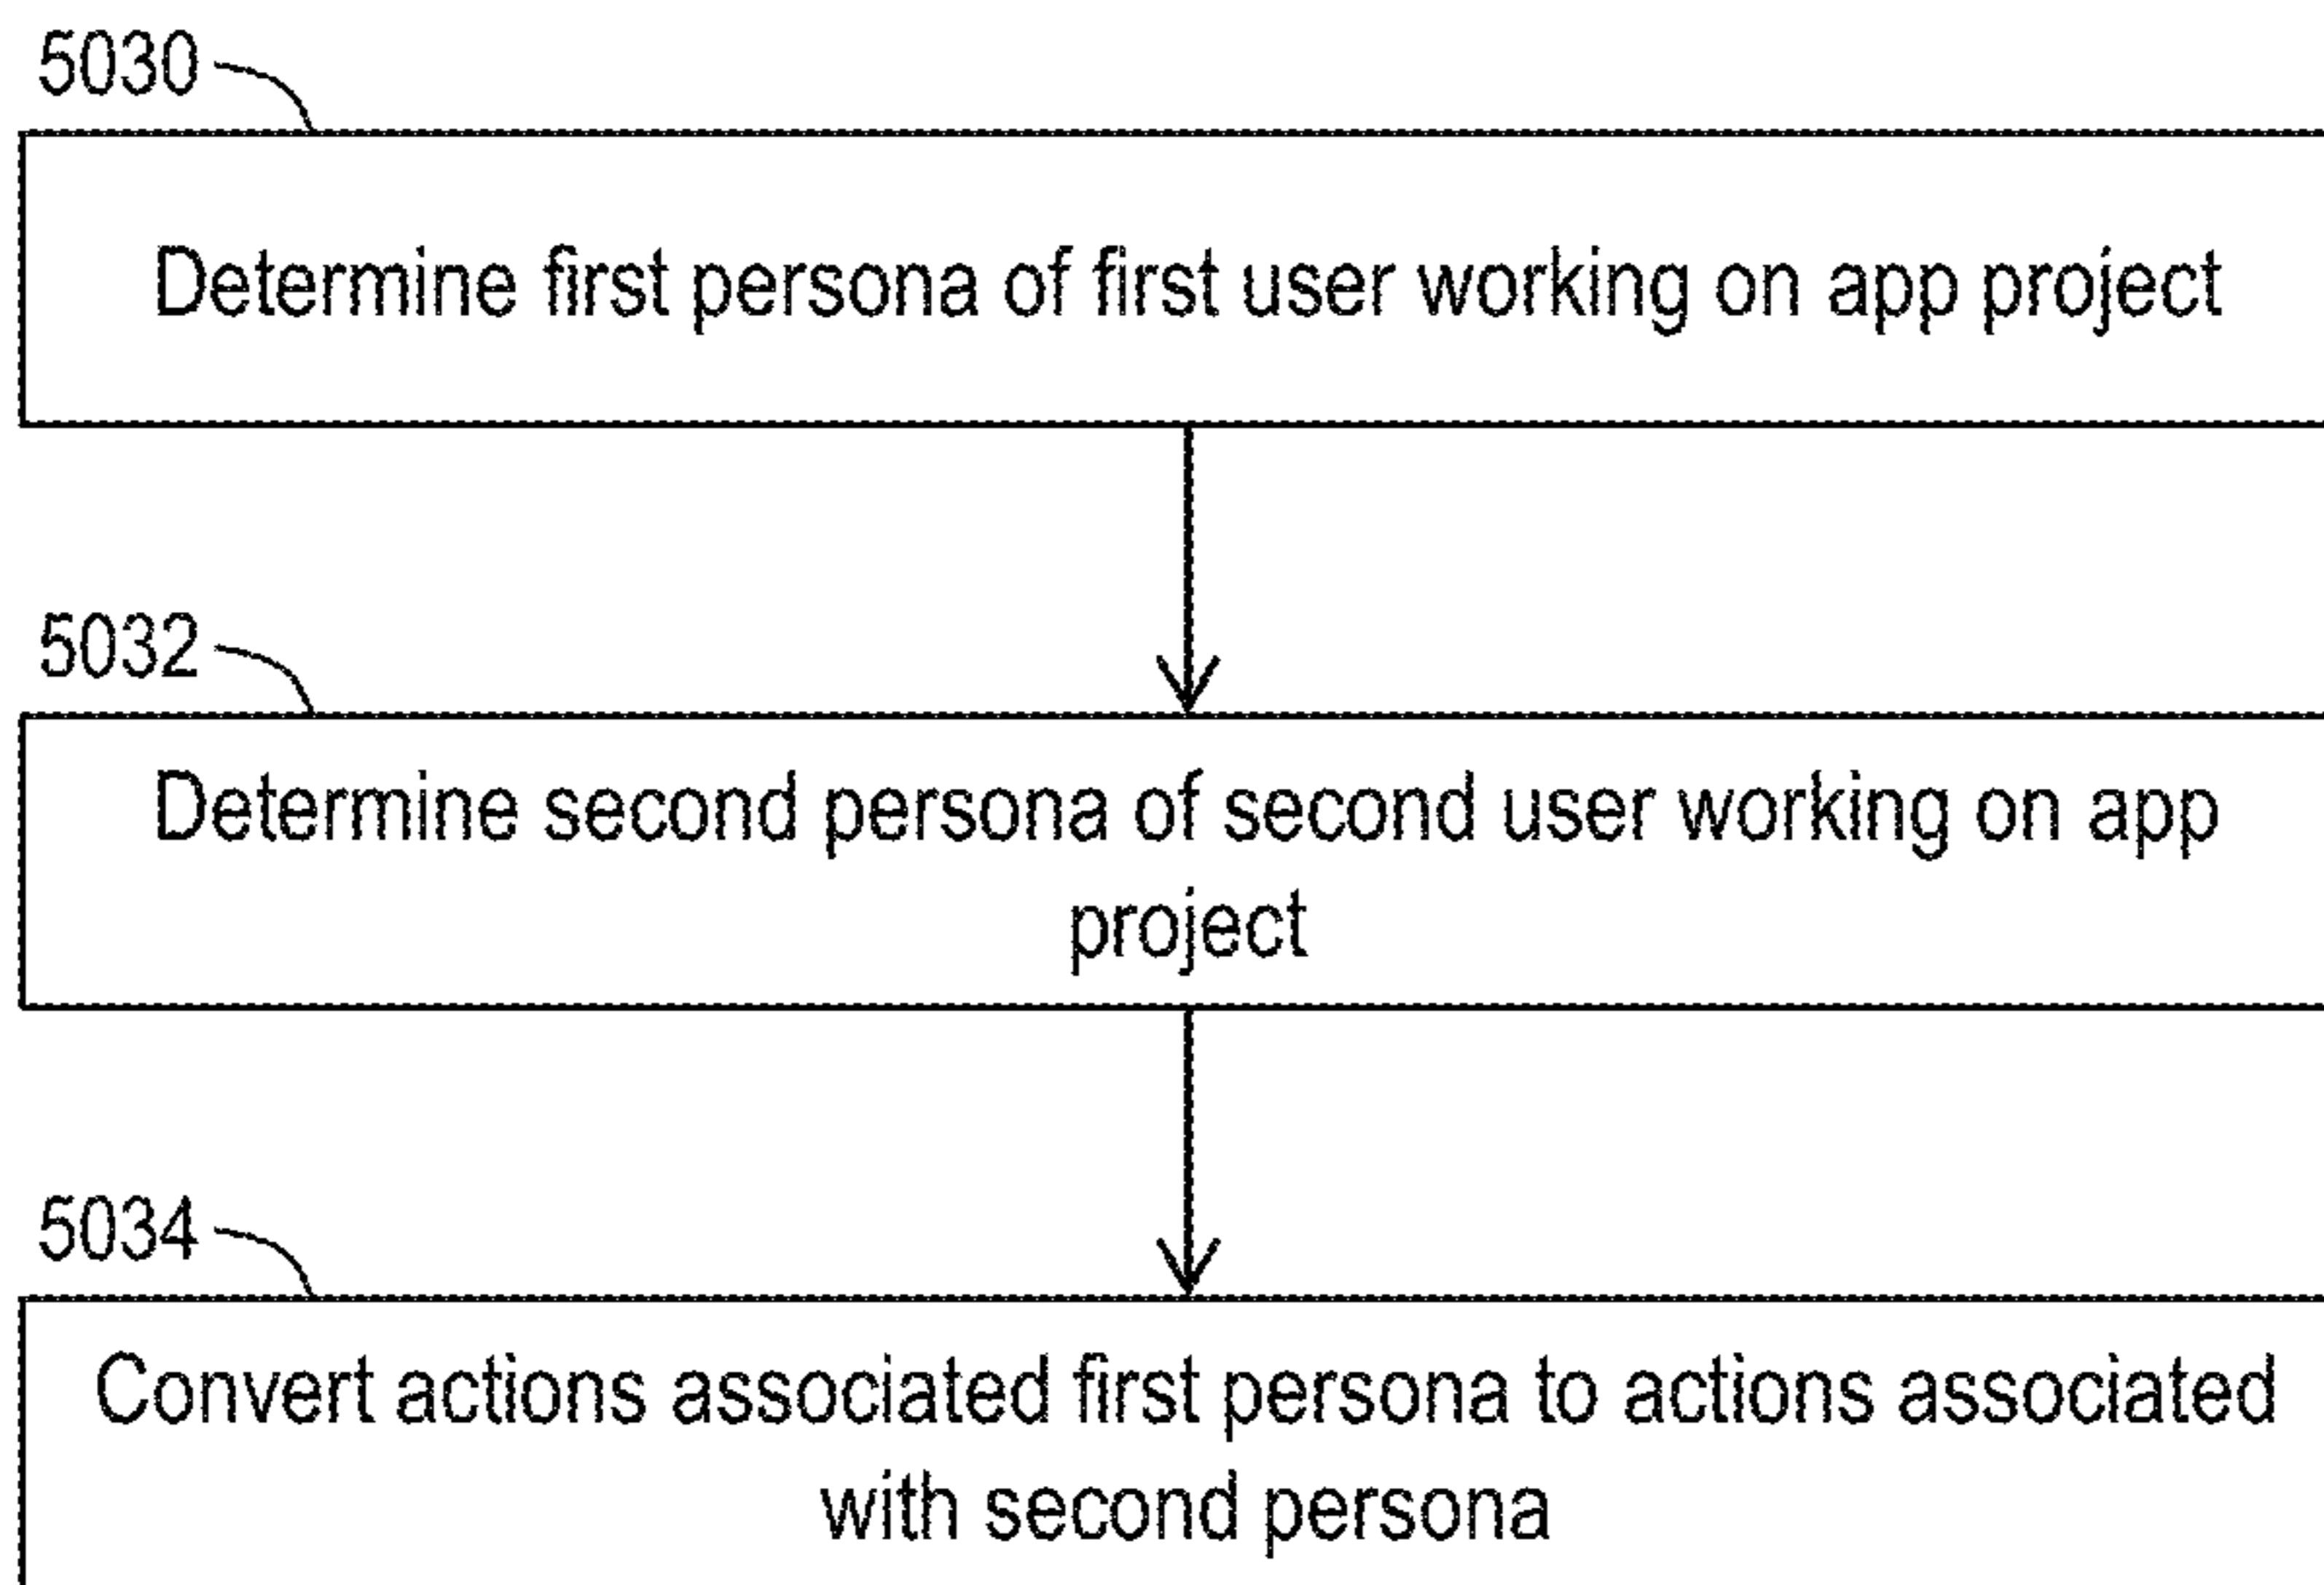 5030
Determine first persona of first user working on app project
5032
Determine second persona of second user working on app
project
5034
Convert actions associated first persona to actions associated
with second persona